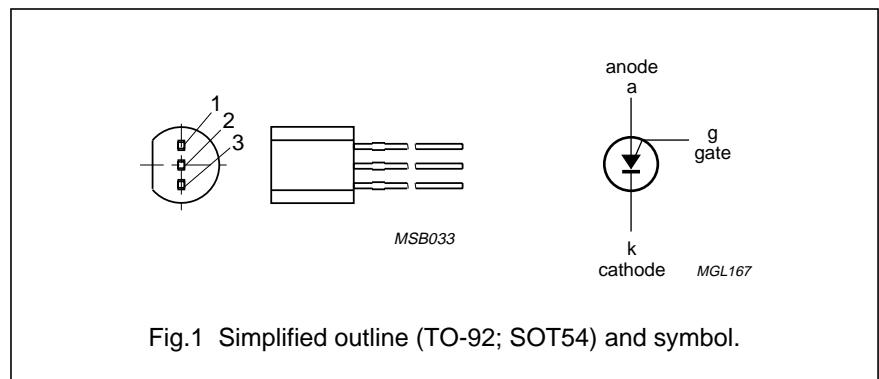 1
2
3
MSB033
anode
a
g
gate
k
cathode
MGL167
Fig.1 Simplified outline (TO-92; SOT54) and symbol.